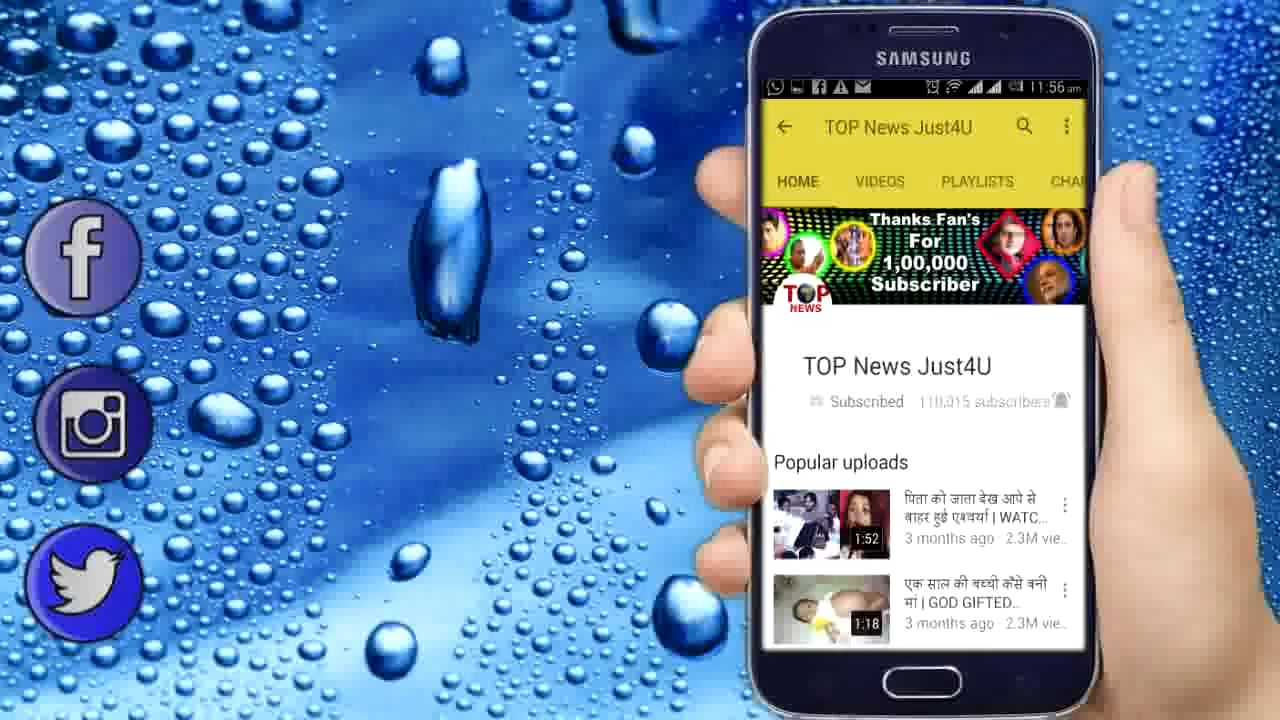 SAMSUNG
11:56 am
TOP News Just4U
HOME VIDEOS PLAYLISTS CHA
Thanks Fan's
For
1,00,000
Subscriber
TOP
NEWS
TOP News Just4U
Subscribed 110,315 subscribers
Popular uploads
पिता को जाता देख आपे से
बाहर हुई एश्वर्या | WATC...
3 months ago · 2.3M vie..
1:52
एक साल की बच्ची कैसे बनी
मां | GOD GIFTED...
3 months ago · 2.3M vie..
1:18